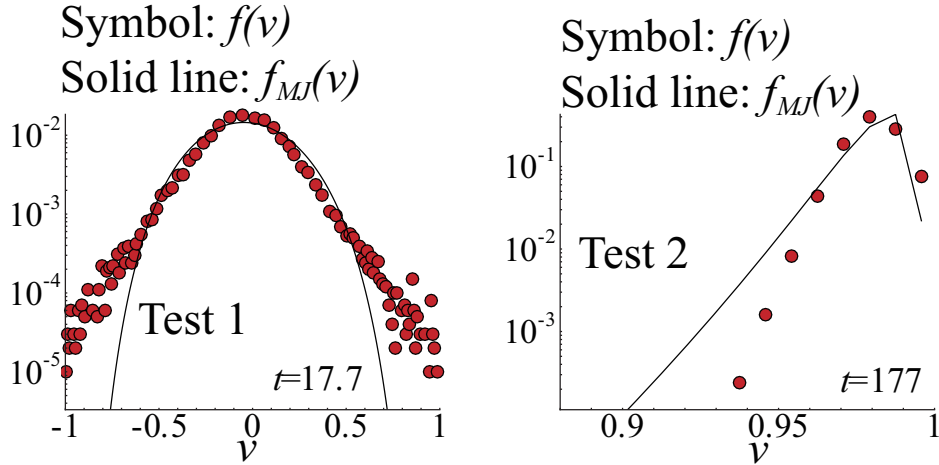 Symbol: f(v)
Solid line: f_MJ(v)
10^-2
10^-3
10^-4
10^-5
Test 1
t=17.7
-1 -0.5 0 0.5 1
v
Symbol: f(v)
Solid line: f_MJ(v)
10^-1
10^-2
10^-3
Test 2
t=177
0.9 0.95 1
v